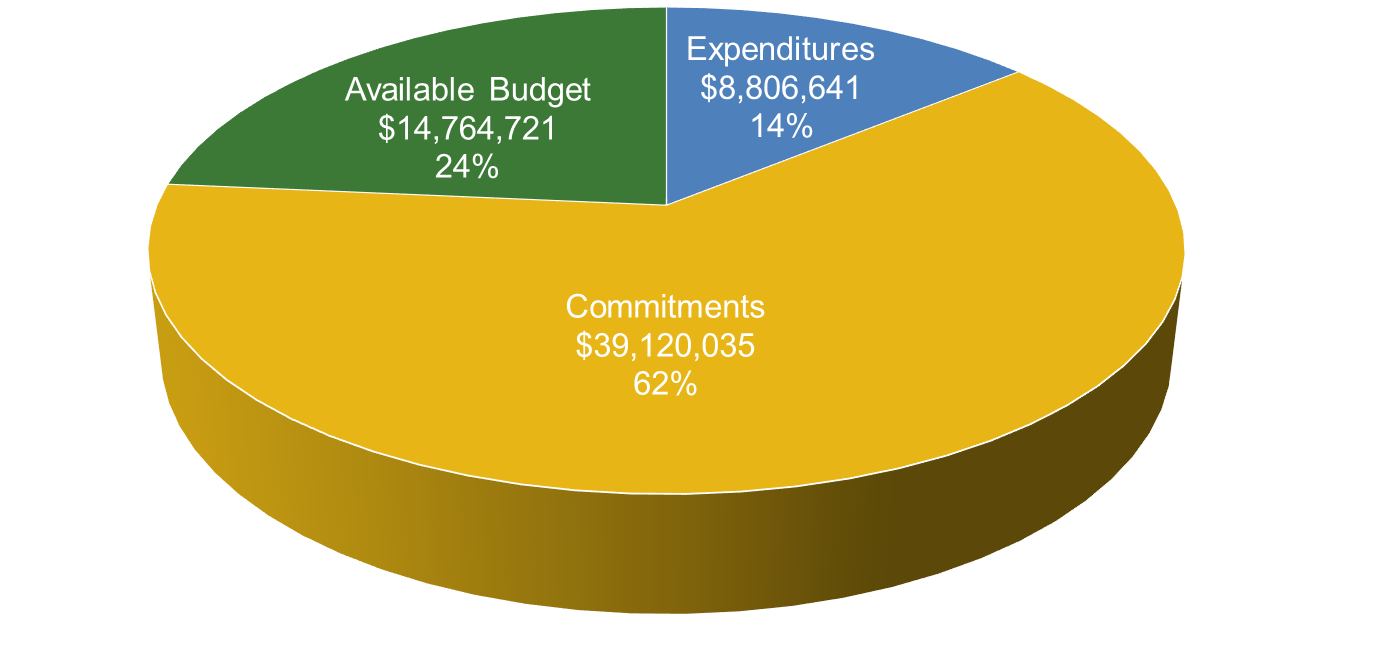 Expenditures
$8,806,641
14%
Available Budget
$14,764,721
24%
Commitments
$39,120,035
62%